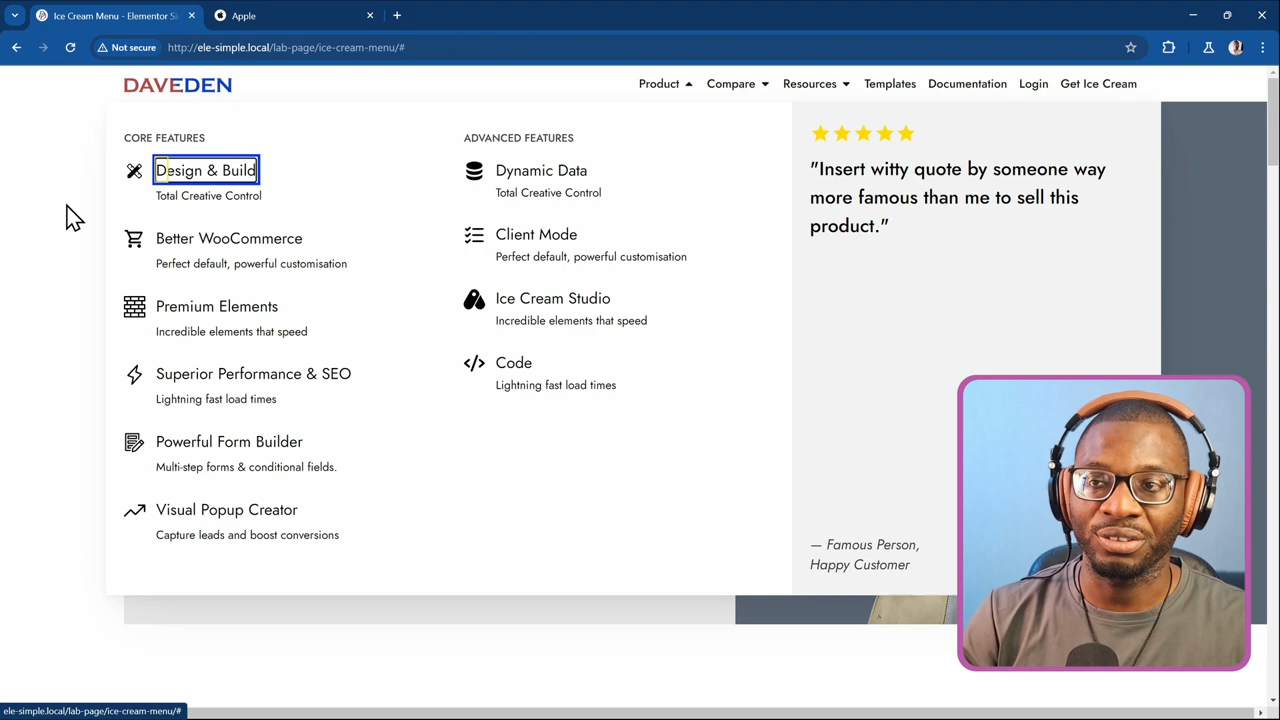 Ice Cream Menu - Elementor Si
Apple
Not secure
http://ele-simple.local/lab-page/ice-cream-menu/#
DAVEDEN
Product
Compare
Resources
Templates
Documentation
Login
Get Ice Cream
CORE FEATURES
Design & Build
Total Creative Control
Better WooCommerce
Perfect default, powerful customisation
Premium Elements
Incredible elements that speed
Superior Performance & SEO
Lightning fast load times
Powerful Form Builder
Multi-step forms & conditional fields.
Visual Popup Creator
Capture leads and boost conversions
ADVANCED FEATURES
Dynamic Data
Total Creative Control
Client Mode
Perfect default, powerful customisation
Ice Cream Studio
Incredible elements that speed
Code
Lightning fast load times
"Insert witty quote by someone way
more famous than me to sell this
product."
— Famous Person,
Happy Customer
ele-simple.local/lab-page/ice-cream-menu/#